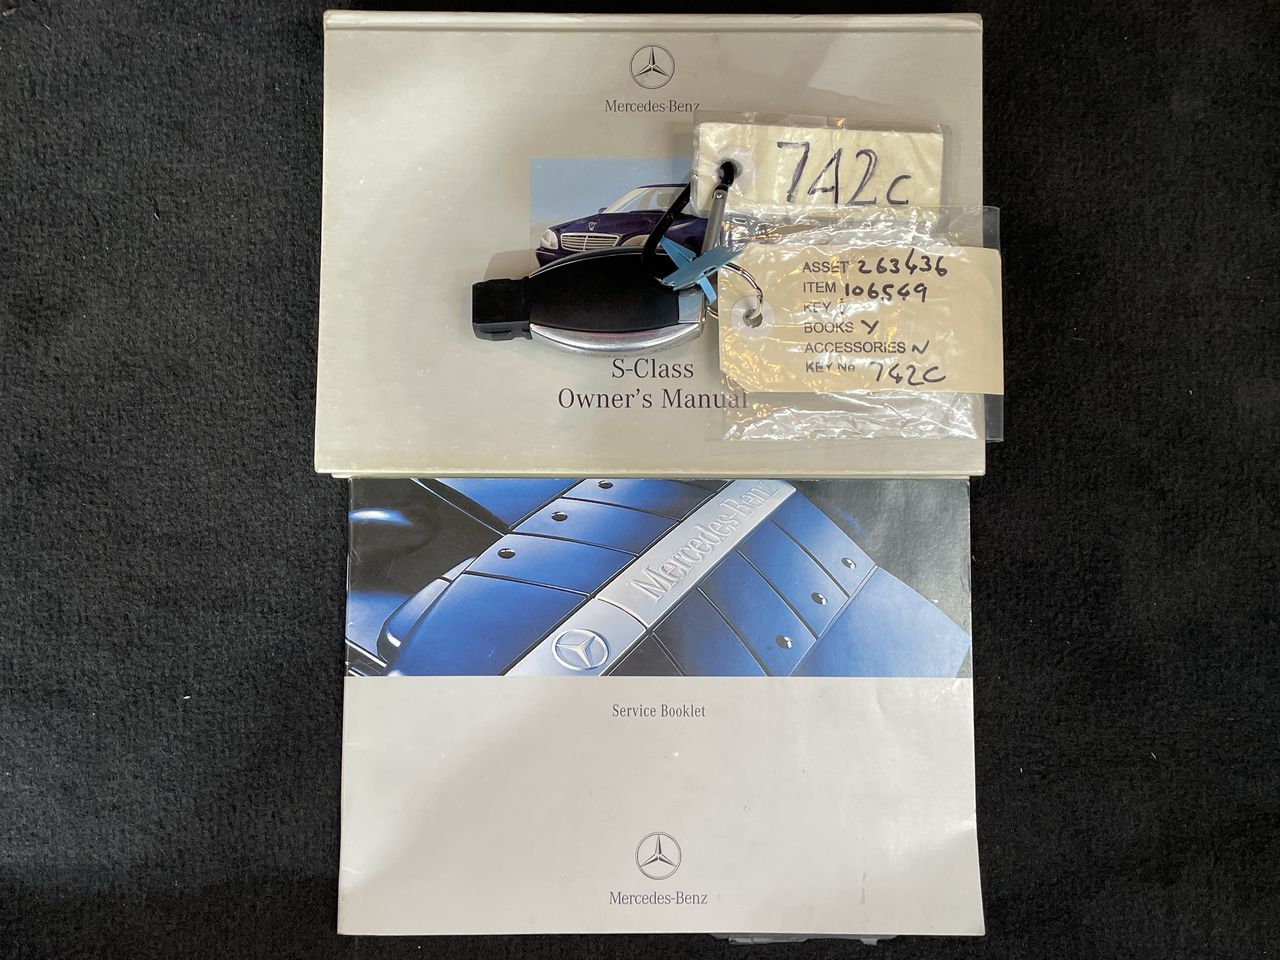 Mercedes-Benz
742c
ASSET 263436
ITEM 106549
KEY 1
BOOKS Y
ACCESSORIES N
KEY No 742C
S-Class
Owner's Manual
Mercedes-Benz
Service Booklet
Mercedes-Benz